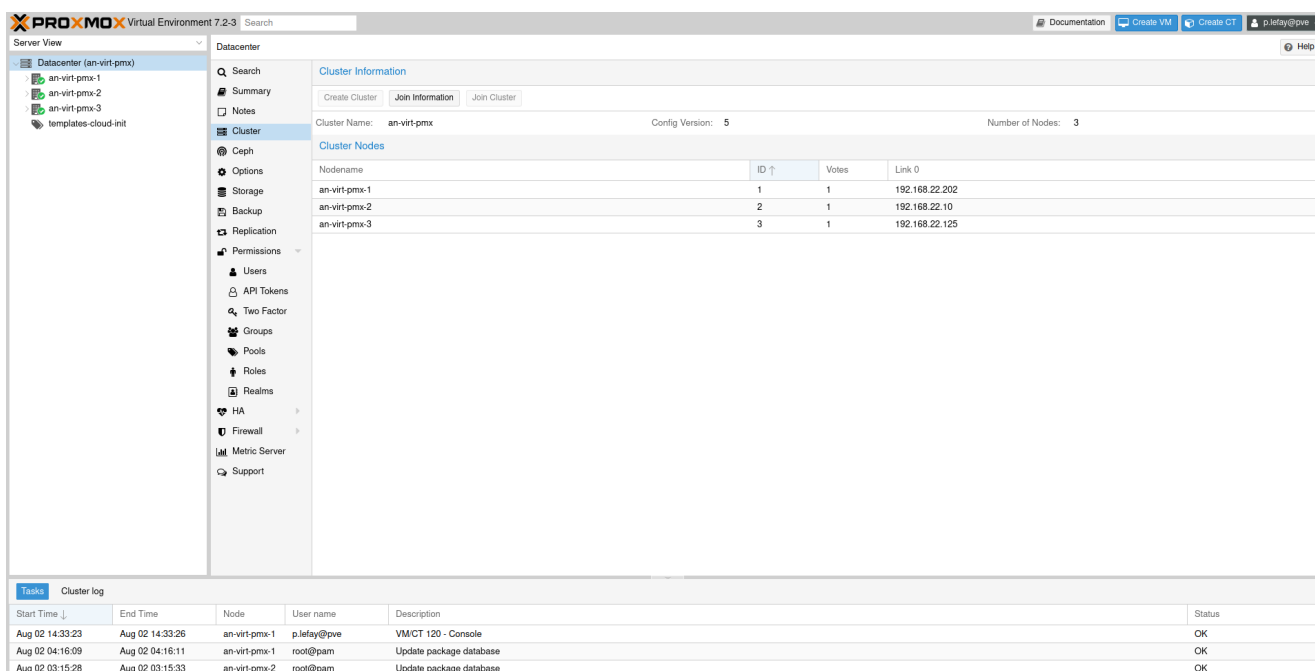 PROXMOX Virtual Environment 7.2-3 Search Documentation Create VM Create CT p.lefay@pve
Server View
Datacenter (an-virt-pmx)
an-virt-pmx-1
an-virt-pmx-2
an-virt-pmx-3
templates-cloud-init
Datacenter Help
Search
Summary
Notes
Cluster
Ceph
Options
Storage
Backup
Replication
Permissions
Users
API Tokens
Two Factor
Groups
Pools
Roles
Realms
HA
Firewall
Metric Server
Support
Cluster Information
Create Cluster Join Information Join Cluster
Cluster Name: an-virt-pmx Config Version: 5 Number of Nodes: 3
Cluster Nodes
Nodename ID ↑ Votes Link 0
an-virt-pmx-1 1 1 192.168.22.202
an-virt-pmx-2 2 1 192.168.22.10
an-virt-pmx-3 3 1 192.168.22.125
Tasks Cluster log
Start Time ↓ End Time Node User name Description Status
Aug 02 14:33:23 Aug 02 14:33:26 an-virt-pmx-1 p.lefay@pve VM/CT 120 - Console OK
Aug 02 04:16:09 Aug 02 04:16:11 an-virt-pmx-1 root@pam Update package database OK
Aug 02 03:15:28 Aug 02 03:15:33 an-virt-pmx-2 root@pam Update package database OK